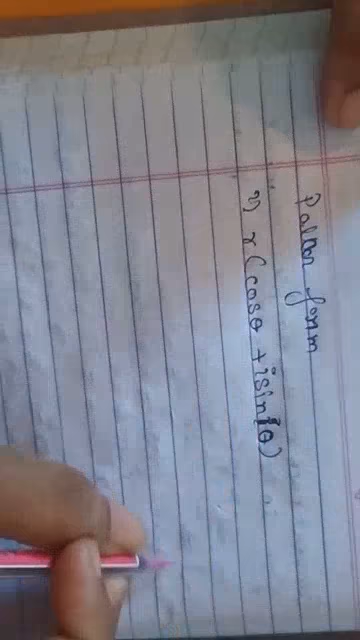 Polar form
η r(cosθ + isinθ)